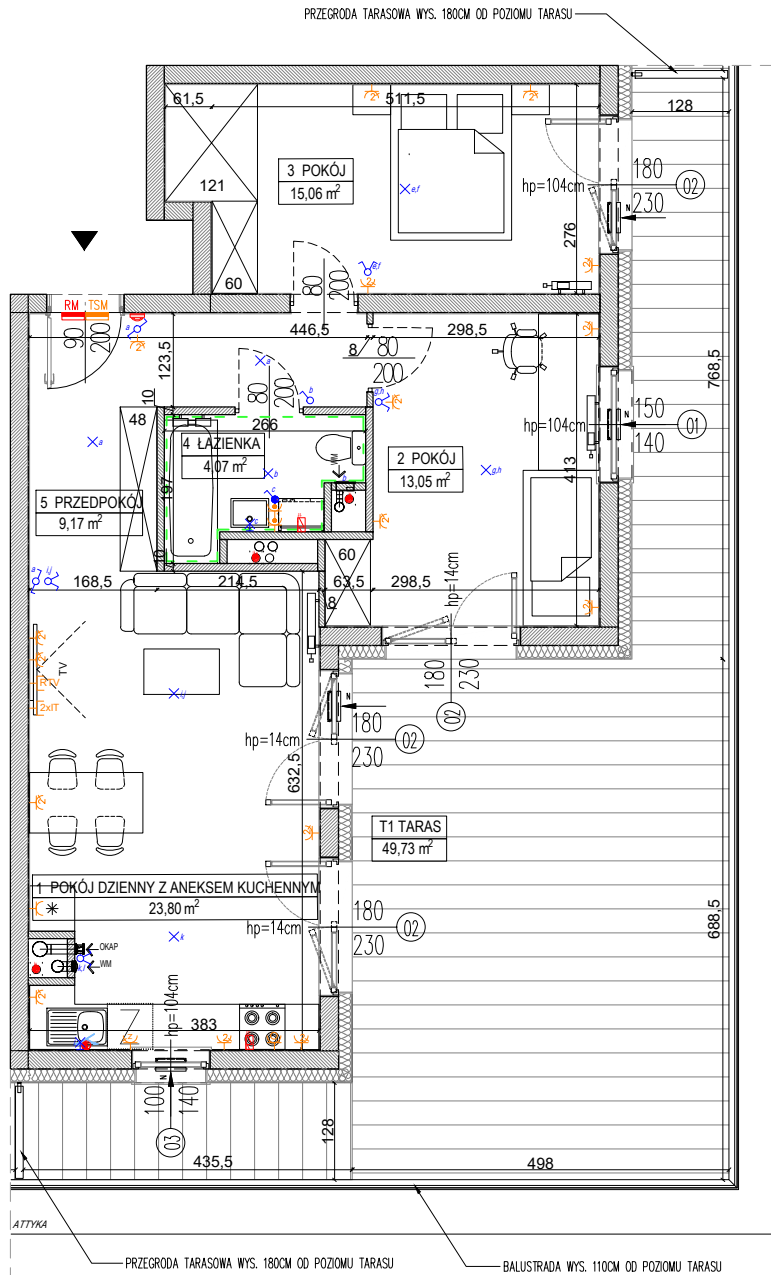 PRZEGRODA TARASOWA WYS. 180CM OD POZIOMU TARASU
61,5
511,5
128
3 POKÓJ
15,06 m²
121
e,f
hp=104cm
180
230
02
N
276
60
e,f
80
200
RM
TSM
90
200
a
446,5
298,5
8
80
200
123,5
a
10
48
80
200
b
g,h
266
4 ŁAZIENKA
4,07 m²
WM
b
c
197
a
2 POKÓJ
13,05 m²
g,h
413
hp=104cm
150
140
01
N
768,5
5 PRZEDPOKÓJ
9,17 m²
10
60
168,5
214,5
63,5
298,5
8
hp=14cm
a
i,j
TV
RTV
2xIT
i,j
180
230
02
hp=14cm
180
230
02
N
632,5
T1 TARAS
49,73 m²
1 POKÓJ DZIENNY Z ANEKSEM KUCHENNYM
23,80 m²
hp=14cm
180
230
02
688,5
OKAP
WM
k
383
hp=104cm
100
140
03
N
128
435,5
498
ATTYKA
PRZEGRODA TARASOWA WYS. 180CM OD POZIOMU TARASU
BALUSTRADA WYS. 110CM OD POZIOMU TARASU